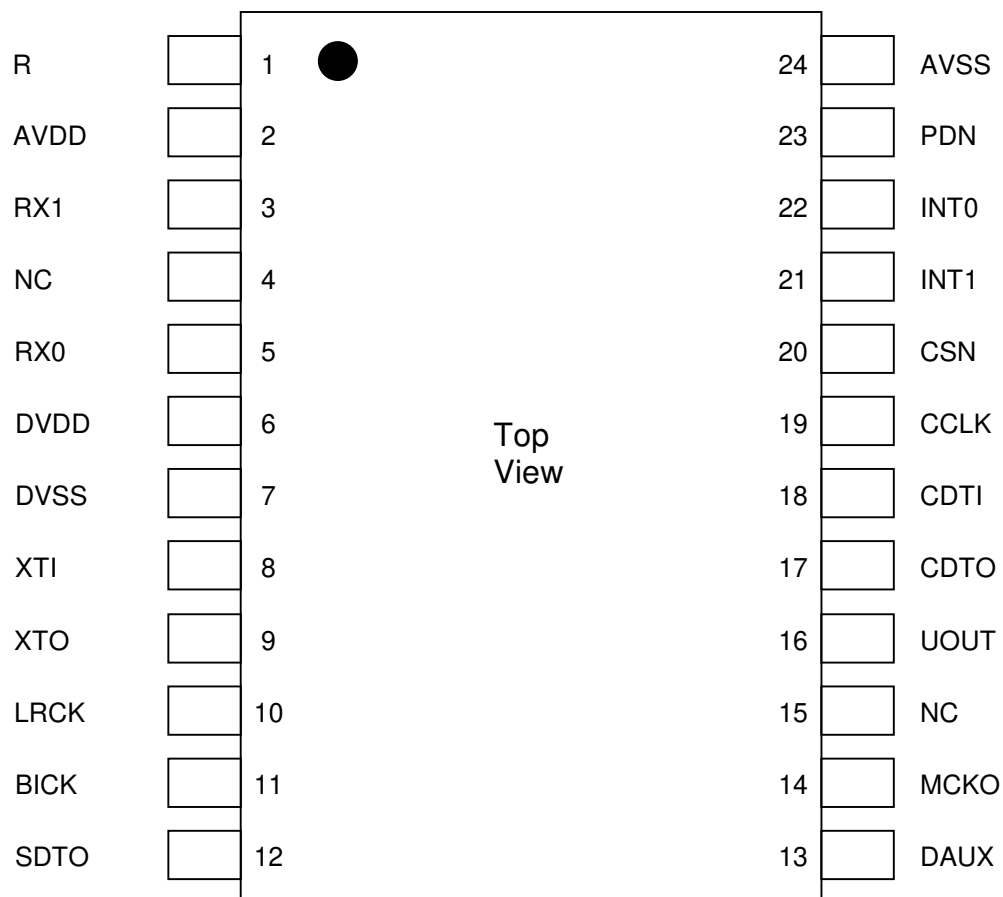 R 1 24 AVSS
AVDD 2 23 PDN
RX1 3 22 INT0
NC 4 21 INT1
RX0 5 20 CSN
DVDD 6 19 CCLK
Top
View
DVSS 7 18 CDTI
XTI 8 17 CDTO
XTO 9 16 UOUT
LRCK 10 15 NC
BICK 11 14 MCKO
SDTO 12 13 DAUX